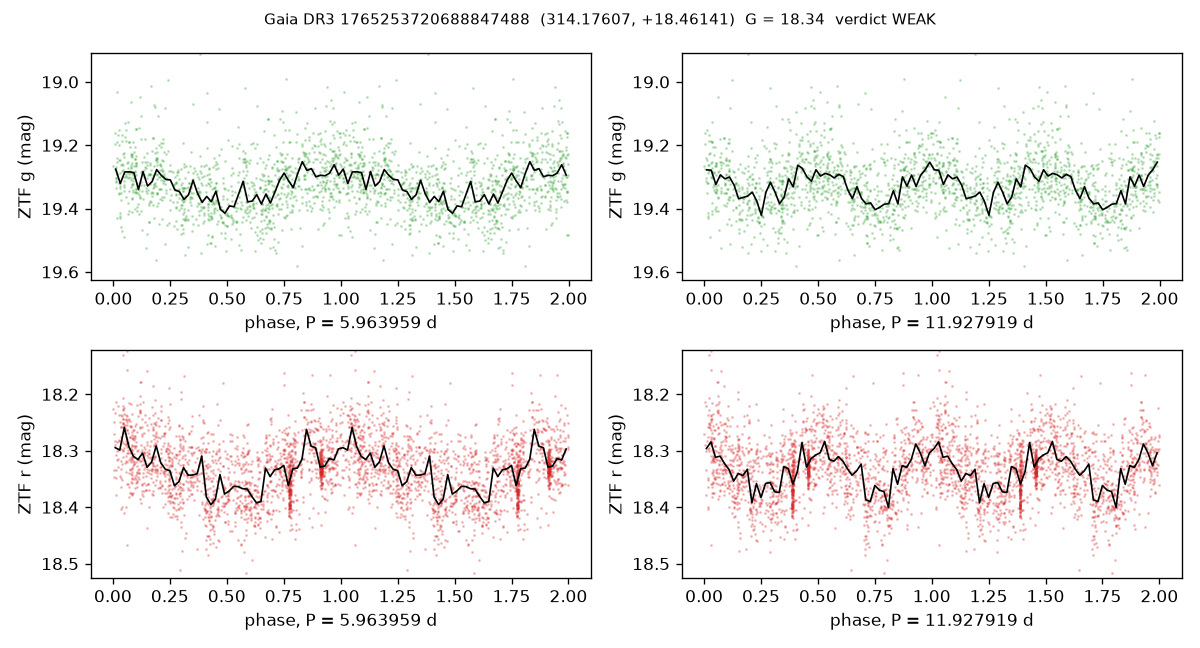 Gaia DR3 1765253720688847488  (314.17607, +18.46141)  G = 18.34  verdict WEAK
ZTF g (mag)
19.0
19.2
19.4
19.6
0.00 0.25 0.50 0.75 1.00 1.25 1.50 1.75 2.00
phase, P = 5.963959 d
ZTF g (mag)
19.0
19.2
19.4
19.6
0.00 0.25 0.50 0.75 1.00 1.25 1.50 1.75 2.00
phase, P = 11.927919 d
ZTF r (mag)
18.2
18.3
18.4
18.5
0.00 0.25 0.50 0.75 1.00 1.25 1.50 1.75 2.00
phase, P = 5.963959 d
ZTF r (mag)
18.2
18.3
18.4
18.5
0.00 0.25 0.50 0.75 1.00 1.25 1.50 1.75 2.00
phase, P = 11.927919 d